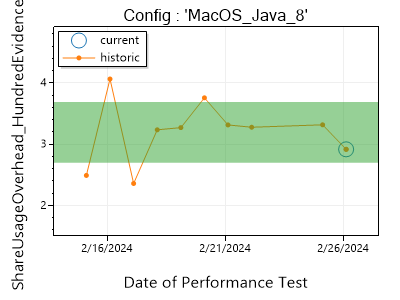 Config : 'MacOS_Java_8'
current
historic
ShareUsageOverhead_HundredEvidence
4
3
2
2/16/2024
2/21/2024
2/26/2024
Date of Performance Test